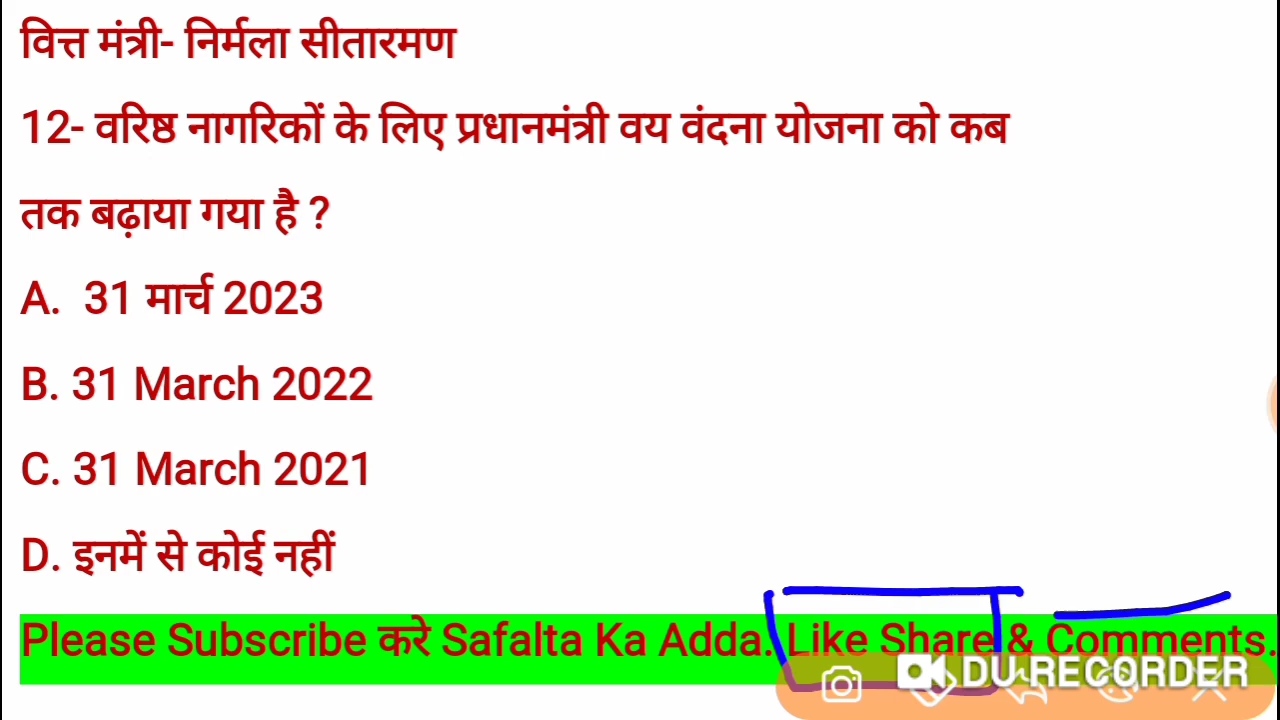 वित्त मंत्री- निर्मला सीतारमण
12- वरिष्ठ नागरिकों के लिए प्रधानमंत्री वय वंदना योजना को कब
तक बढ़ाया गया है ?
A. 31 मार्च 2023
B. 31 March 2022
C. 31 March 2021
D. इनमें से कोई नहीं
Please Subscribe करे Safalta Ka Adda. Like Share & Comments.
DU RECORDER